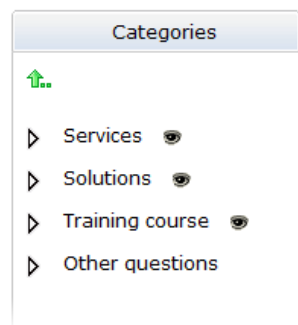 Categories
..
Services
Solutions
Training course
Other questions